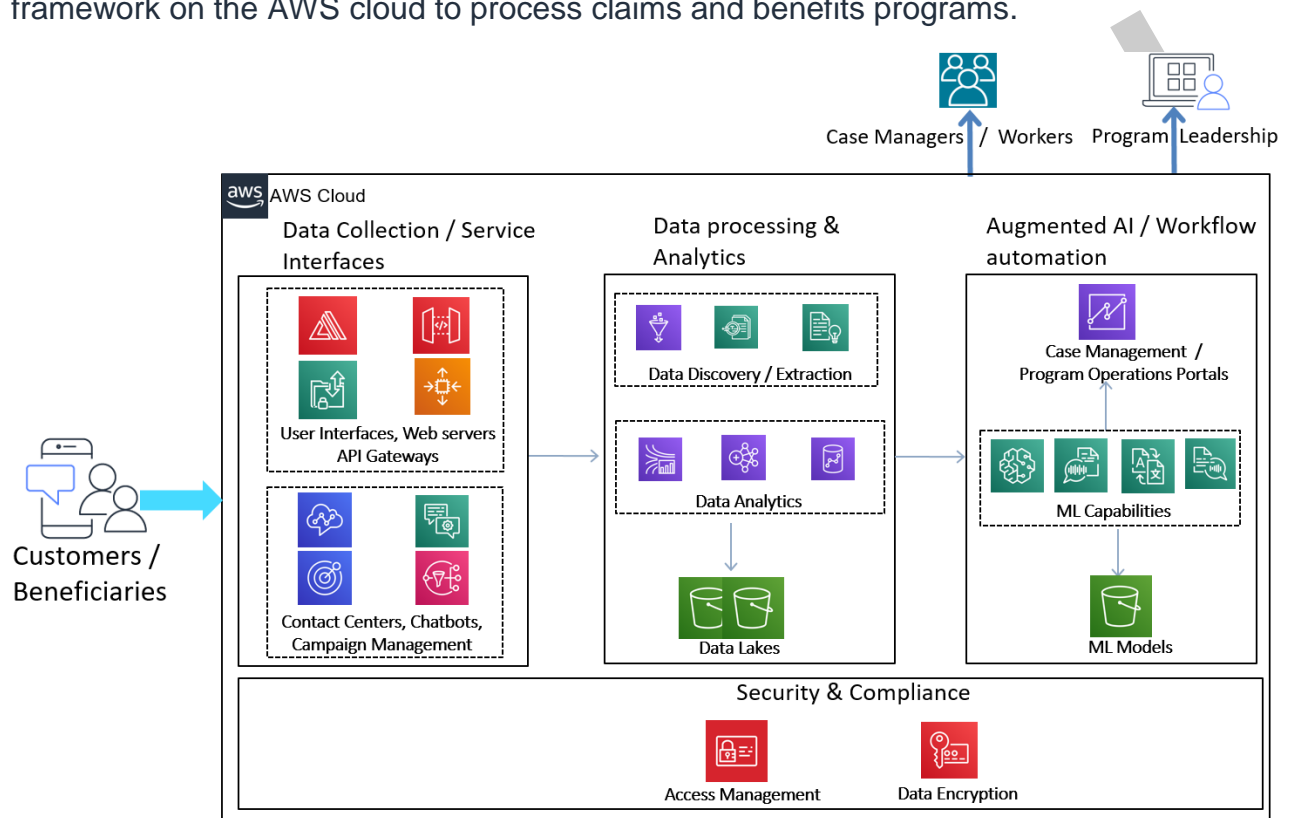 framework on the AWS cloud to process claims and benefits programs.
Case Managers / Workers
Program Leadership
aws
AWS Cloud
Data Collection / Service
Interfaces
Data processing &
Analytics
Augmented AI / Workflow
automation
User Interfaces, Web servers
API Gateways
Contact Centers, Chatbots,
Campaign Management
Data Discovery / Extraction
Data Analytics
Data Lakes
Case Management /
Program Operations Portals
ML Capabilities
ML Models
Customers /
Beneficiaries
Security & Compliance
Access Management
Data Encryption